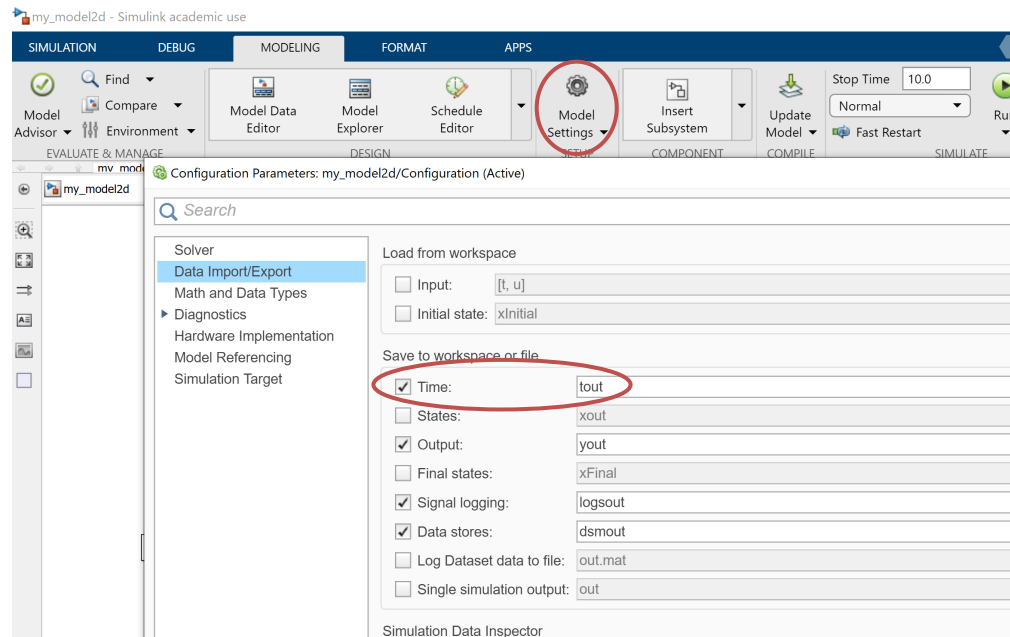 my_model2d - Simulink academic use
SIMULATION DEBUG MODELING FORMAT APPS
Model Advisor
Find
Compare
Environment
Model Data Editor
Model Explorer
Schedule Editor
Model Settings
Insert Subsystem
Update Model
Stop Time 10.0
Normal
Fast Restart
EVALUATE & MANAGE DESIGN SETUP COMPONENT COMPILE SIMULATE
my_model2d
Configuration Parameters: my_model2d/Configuration (Active)
Search
Solver
Data Import/Export
Math and Data Types
Diagnostics
Hardware Implementation
Model Referencing
Simulation Target
Load from workspace
Input: [t, u]
Initial state: xInitial
Save to workspace or file
Time: tout
States: xout
Output: yout
Final states: xFinal
Signal logging: logsout
Data stores: dsmout
Log Dataset data to file: out.mat
Single simulation output: out
Simulation Data Inspector